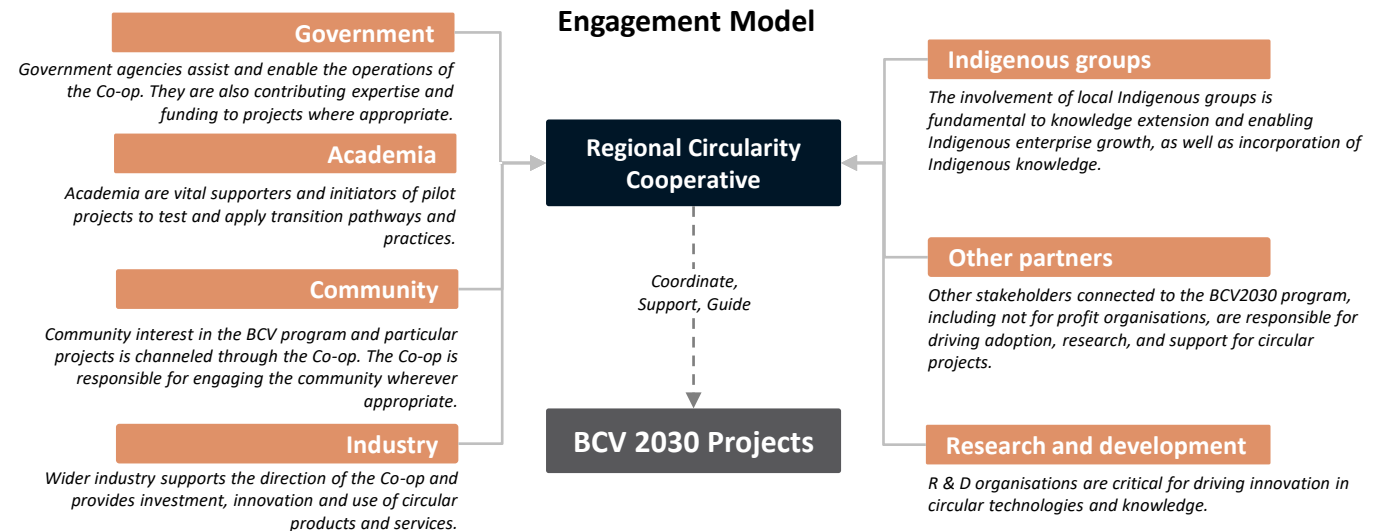 Engagement Model
Government
Government agencies assist and enable the operations of
the Co-op. They are also contributing expertise and
funding to projects where appropriate.
Academia
Academia are vital supporters and initiators of pilot
projects to test and apply transition pathways and
practices.
Community
Community interest in the BCV program and particular
projects is channeled through the Co-op. The Co-op is
responsible for engaging the community wherever
appropriate.
Industry
Wider industry supports the direction of the Co-op and
provides investment, innovation and use of circular
products and services.
Regional Circularity
Cooperative
Coordinate,
Support, Guide
BCV 2030 Projects
Indigenous groups
The involvement of local Indigenous groups is
fundamental to knowledge extension and enabling
Indigenous enterprise growth, as well as incorporation of
Indigenous knowledge.
Other partners
Other stakeholders connected to the BCV2030 program,
including not for profit organisations, are responsible for
driving adoption, research, and support for circular
projects.
Research and development
R & D organisations are critical for driving innovation in
circular technologies and knowledge.